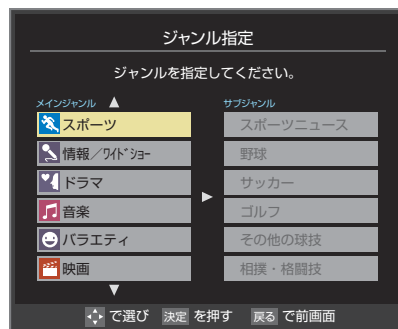 ジャンル指定
ジャンルを指定してください。
メインジャンル
サブジャンル
スポーツ
スポーツニュース
情報／ﾜｲﾄﾞｼｮｰ
野球
ドラマ
サッカー
音楽
ゴルフ
バラエティ
その他の球技
映画
相撲・格闘技
で選び 決定 を押す 戻る で前画面